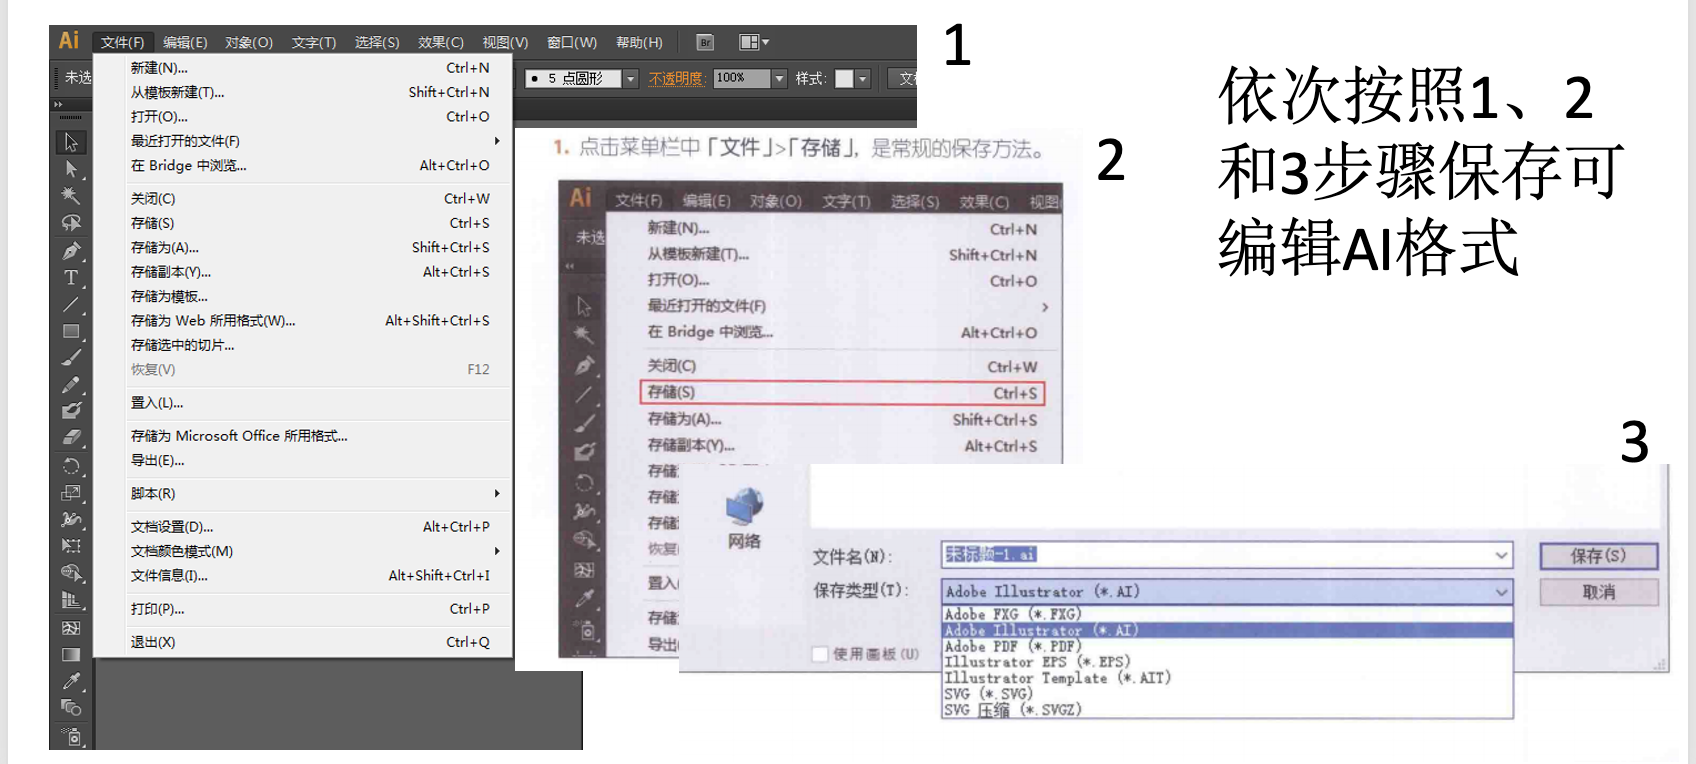 Ai 文件(F) 编辑(E) 对象(O) 文字(T) 选择(S) 效果(C) 视图(V) 窗口(W) 帮助(H) Br
未选
5 点圆形 不透明度: 100% 样式:
新建(N)... Ctrl+N
从模板新建(T)... Shift+Ctrl+N
打开(O)... Ctrl+O
最近打开的文件(F)
在 Bridge 中浏览... Alt+Ctrl+O
关闭(C) Ctrl+W
存储(S) Ctrl+S
存储为(A)... Shift+Ctrl+S
存储副本(Y)... Alt+Ctrl+S
存储为模板...
存储为 Web 所用格式(W)... Alt+Shift+Ctrl+S
存储选中的切片...
恢复(V) F12
置入(L)...
存储为 Microsoft Office 所用格式...
导出(E)...
脚本(R)
文档设置(D)... Alt+Ctrl+P
文档颜色模式(M)
文件信息(I)... Alt+Shift+Ctrl+I
打印(P)... Ctrl+P
退出(X) Ctrl+Q
1
1. 点击菜单栏中「文件」>「存储」，是常规的保存方法。
2
Ai 文件(F) 编辑(E) 对象(O) 文字(T) 选择(S) 效果(C) 视图
未选
新建(N)... Ctrl+N
从模板新建(T)... Shift+Ctrl+N
打开(O)... Ctrl+O
最近打开的文件(F)
在 Bridge 中浏览... Alt+Ctrl+O
关闭(C) Ctrl+W
存储(S) Ctrl+S
存储为(A)... Shift+Ctrl+S
存储副本(Y)... Alt+Ctrl+S
存储
存储
存储
恢复
置入(
存储
导出
依次按照1、2
和3步骤保存可
编辑AI格式
3
网络
文件名(N): 未标题-1.ai 保存(S)
保存类型(T): Adobe Illustrator (*.AI) 取消
Adobe FXG (*.FXG)
Adobe Illustrator (*.AI)
Adobe PDF (*.PDF)
Illustrator EPS (*.EPS)
Illustrator Template (*.AIT)
SVG (*.SVG)
SVG 压缩 (*.SVGZ)
使用画板(U)